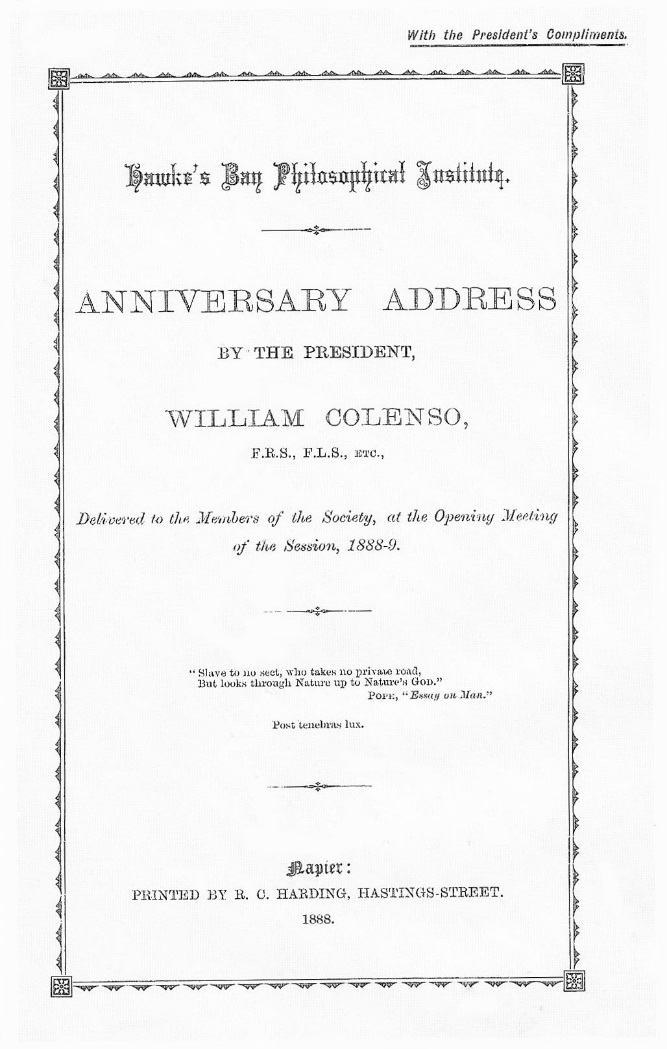 With the President's Compliments.
Hawke's Bay Philosophical Institute.
ANNIVERSARY ADDRESS
BY THE PRESIDENT,
WILLIAM COLENSO,
F.R.S., F.L.S., ETC.,
Delivered to the Members of the Society, at the Opening Meeting
of the Session, 1888-9.
"Slave to no sect, who takes no private road,
But looks through Nature up to Nature's GOD."
POPE, "Essay on Man."
Post tenebras lux.
Napier:
PRINTED BY R. C. HARDING, HASTINGS-STREET.
1888.